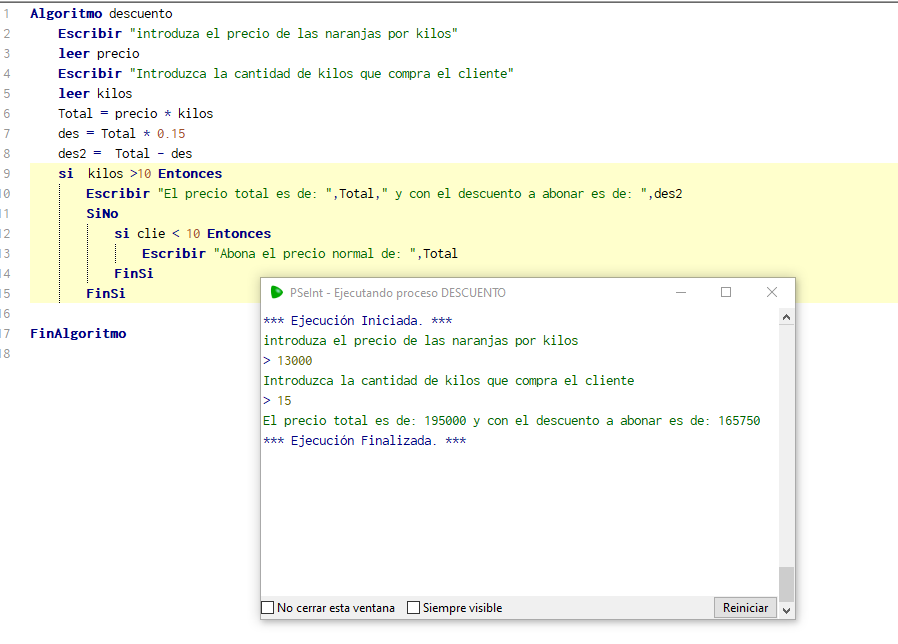 1 Algoritmo descuento
2 Escribir "introduza el precio de las naranjas por kilos"
3 leer precio
4 Escribir "Introduzca la cantidad de kilos que compra el cliente"
5 leer kilos
6 Total = precio * kilos
7 des = Total * 0.15
8 des2 = Total - des
9 si kilos >10 Entonces
10 Escribir "El precio total es de: ",Total," y con el descuento a abonar es de: ",des2
11 SiNo
12 si clie < 10 Entonces
13 Escribir "Abona el precio normal de: ",Total
14 FinSi
15 FinSi
16
17 FinAlgoritmo
18
PSeInt - Ejecutando proceso DESCUENTO
*** Ejecución Iniciada. ***
introduza el precio de las naranjas por kilos
> 13000
Introduzca la cantidad de kilos que compra el cliente
> 15
El precio total es de: 195000 y con el descuento a abonar es de: 165750
*** Ejecución Finalizada. ***
No cerrar esta ventana Siempre visible Reiniciar